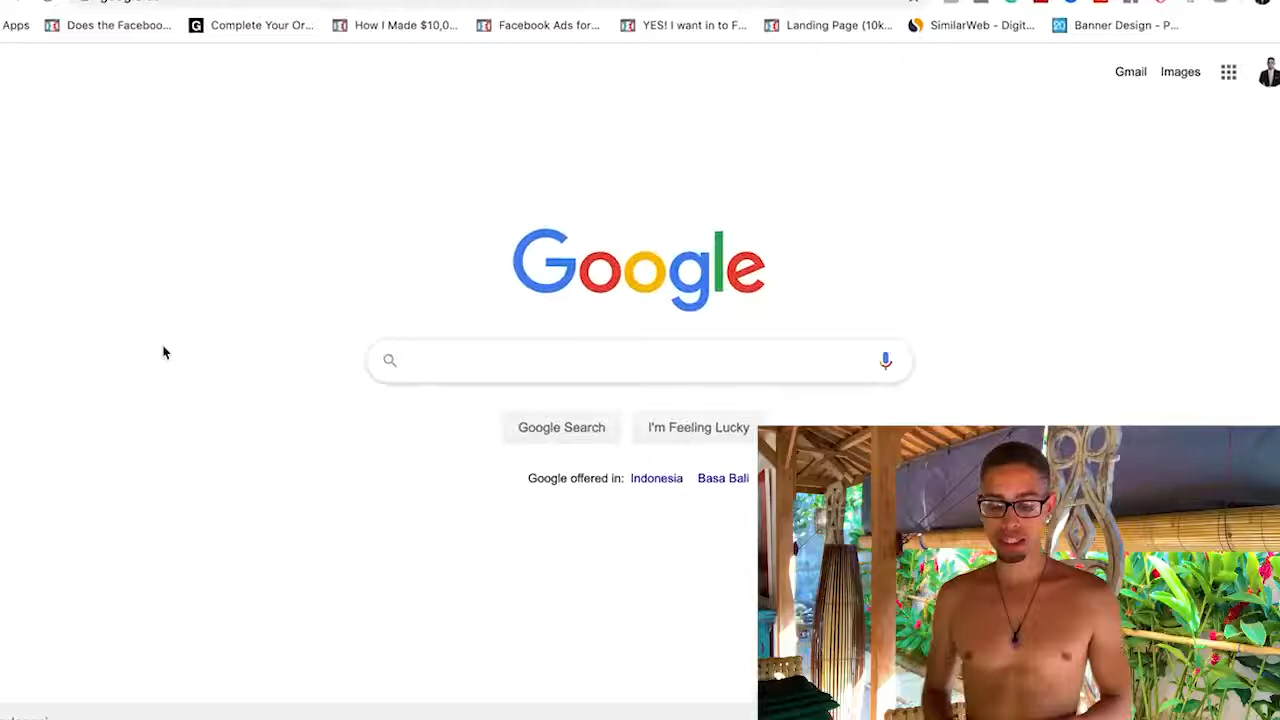 Apps Does the Faceboo... Complete Your Or... How I Made $10,0... Facebook Ads for... YES! I want in to F... Landing Page (10k... SimilarWeb - Digit... Banner Design - P...
Gmail Images
Google
Google Search I'm Feeling Lucky
Google offered in: Indonesia Basa Bali